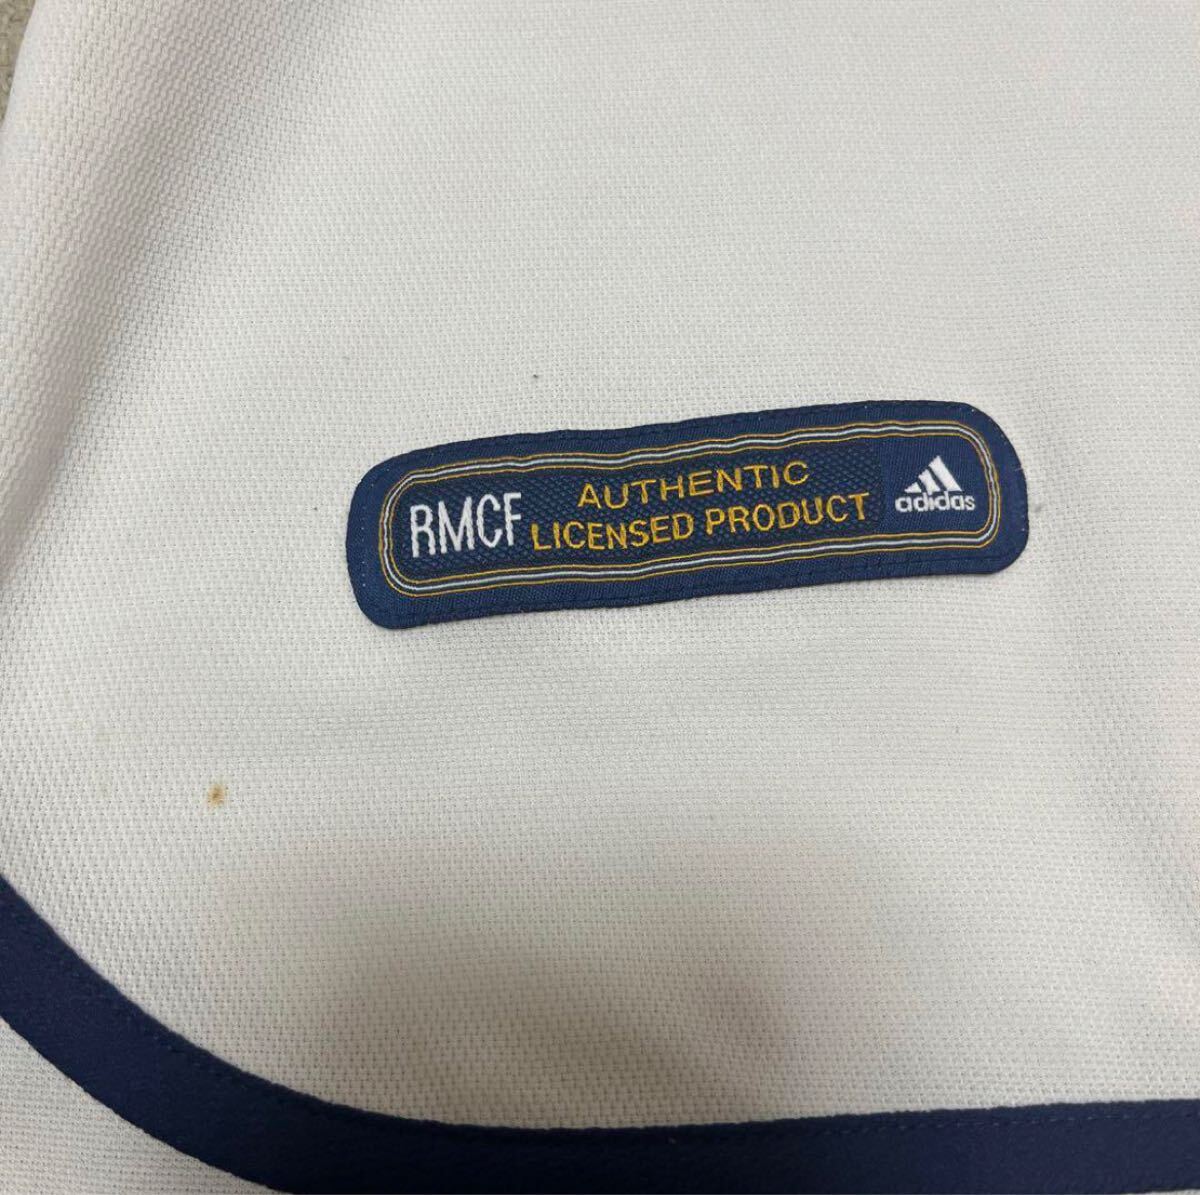 RMCF
AUTHENTIC
LICENSED PRODUCT
adidas